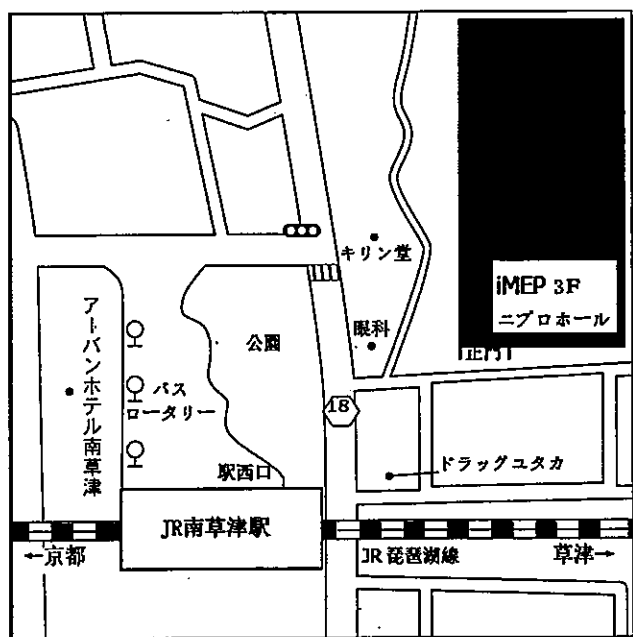 キリン堂
iMEP 3F
ニプロホール
正門
眼科
公園
アーバンホテル南草津
バス
ロータリー
18
ドラッグユタカ
駅西口
JR南草津駅
←京都
JR 琵琶湖線
草津→